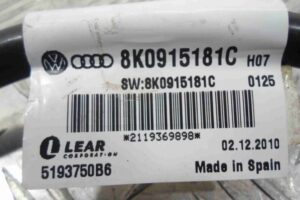 8K0915181C H07
SW:8K0915181C 0125
*2119369898*
L LEAR 02.12.2010
CORPORATION Made in Spain
5193750B6